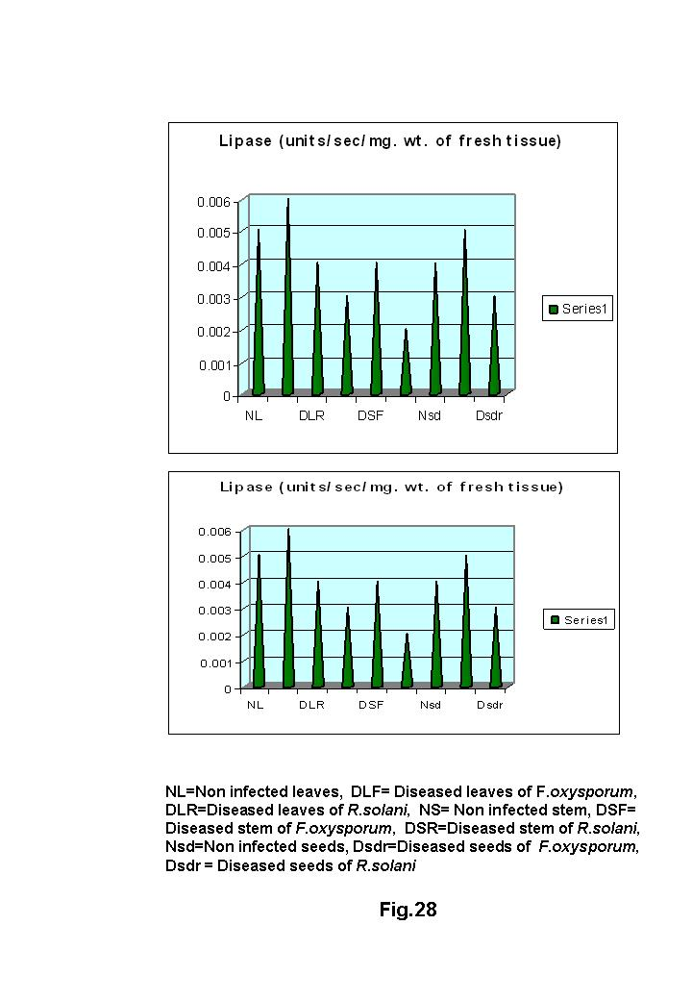 Lipase (units/sec/mg. wt. of fresh tissue)
0.006
0.005
0.004
0.003
0.002
0.001
0
NL DLR DSF Nsd Dsdr
Series1
Lipase (units/sec/mg. wt. of fresh tissue)
0.006
0.005
0.004
0.003
0.002
0.001
0
NL DLR DSF Nsd Dsdr
Series1
NL=Non infected leaves, DLF= Diseased leaves of F.oxysporum,
DLR=Diseased leaves of R.solani, NS= Non infected stem, DSF=
Diseased stem of F.oxysporum, DSR=Diseased stem of R.solani,
Nsd=Non infected seeds, Dsdr=Diseased seeds of F.oxysporum,
Dsdr = Diseased seeds of R.solani
Fig.28